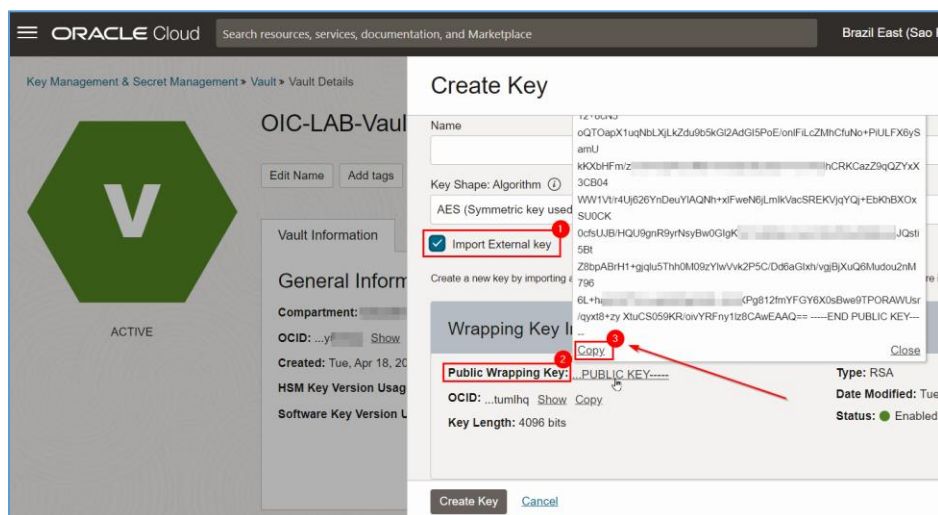 ORACLE Cloud
Search resources, services, documentation, and Marketplace
Brazil East (Sao
Key Management & Secret Management » Vault » Vault Details
V
ACTIVE
OIC-LAB-Vaul
Edit Name
Add tags
Vault Information
General Inform
Compartment:
OCID: ...y Show
Created: Tue, Apr 18, 20
HSM Key Version Usag
Software Key Version U
Create Key
Name
Key Shape: Algorithm
AES (Symmetric key used
1
Import External key
Create a new key by importing a
re
oQTOapX1uqNbLXjLkZdu9b5kGl2AdGI5PoE/onlFiLcZMhCfuNo+PiULFX6yS
amU
kKXbHFm/z hCRKCazZ9qQZYxX
3CB04
WW1Vt/r4Uj626YnDeuYlAQNh+xlFweN6jLmlkVacSREKVjqYQj+EbKhBXOx
SU0CK
0cfsUJB/HQU9gnR9yrNsyBw0GIgK JQsti
5Bt
Z8bpABrH1+gjqlu5Thh0M09zYlwVvk2P5C/Dd6aGlxh/vgjBjXuQ6Mudou2nM
796
6L+h Pg812fmYFGY6X0sBwe9TPORAWUsr
/qyxt8+zy XtuCS059KR/oivYRFny1lz8CAwEAAQ== -----END PUBLIC KEY---
--
Copy
3
Close
Wrapping Key I
2
Public Wrapping Key: ...PUBLIC KEY-----
OCID: ...tumlhq Show Copy
Key Length: 4096 bits
Type: RSA
Date Modified: Tue
Status: Enabled
Create Key
Cancel